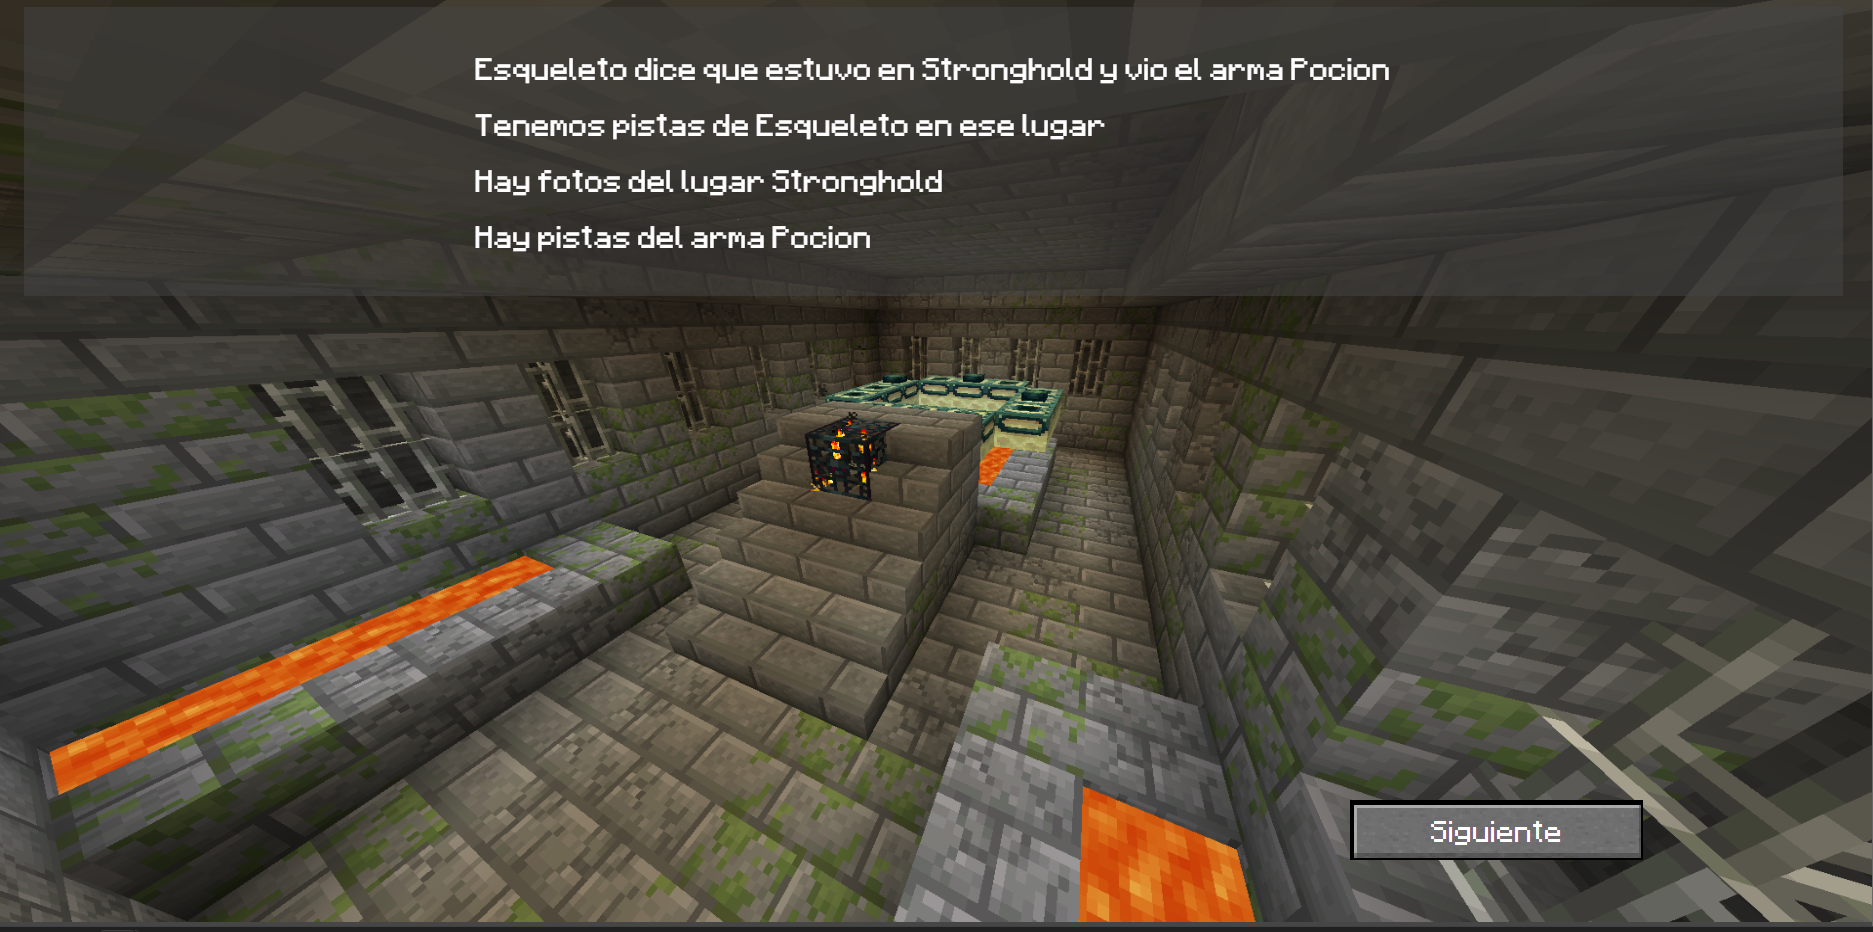 Esqueleto dice que estuvo en Stronghold y vio el arma Pocion
Tenemos pistas de Esqueleto en ese lugar
Hay fotos del lugar Stronghold
Hay pistas del arma Pocion
Siguiente